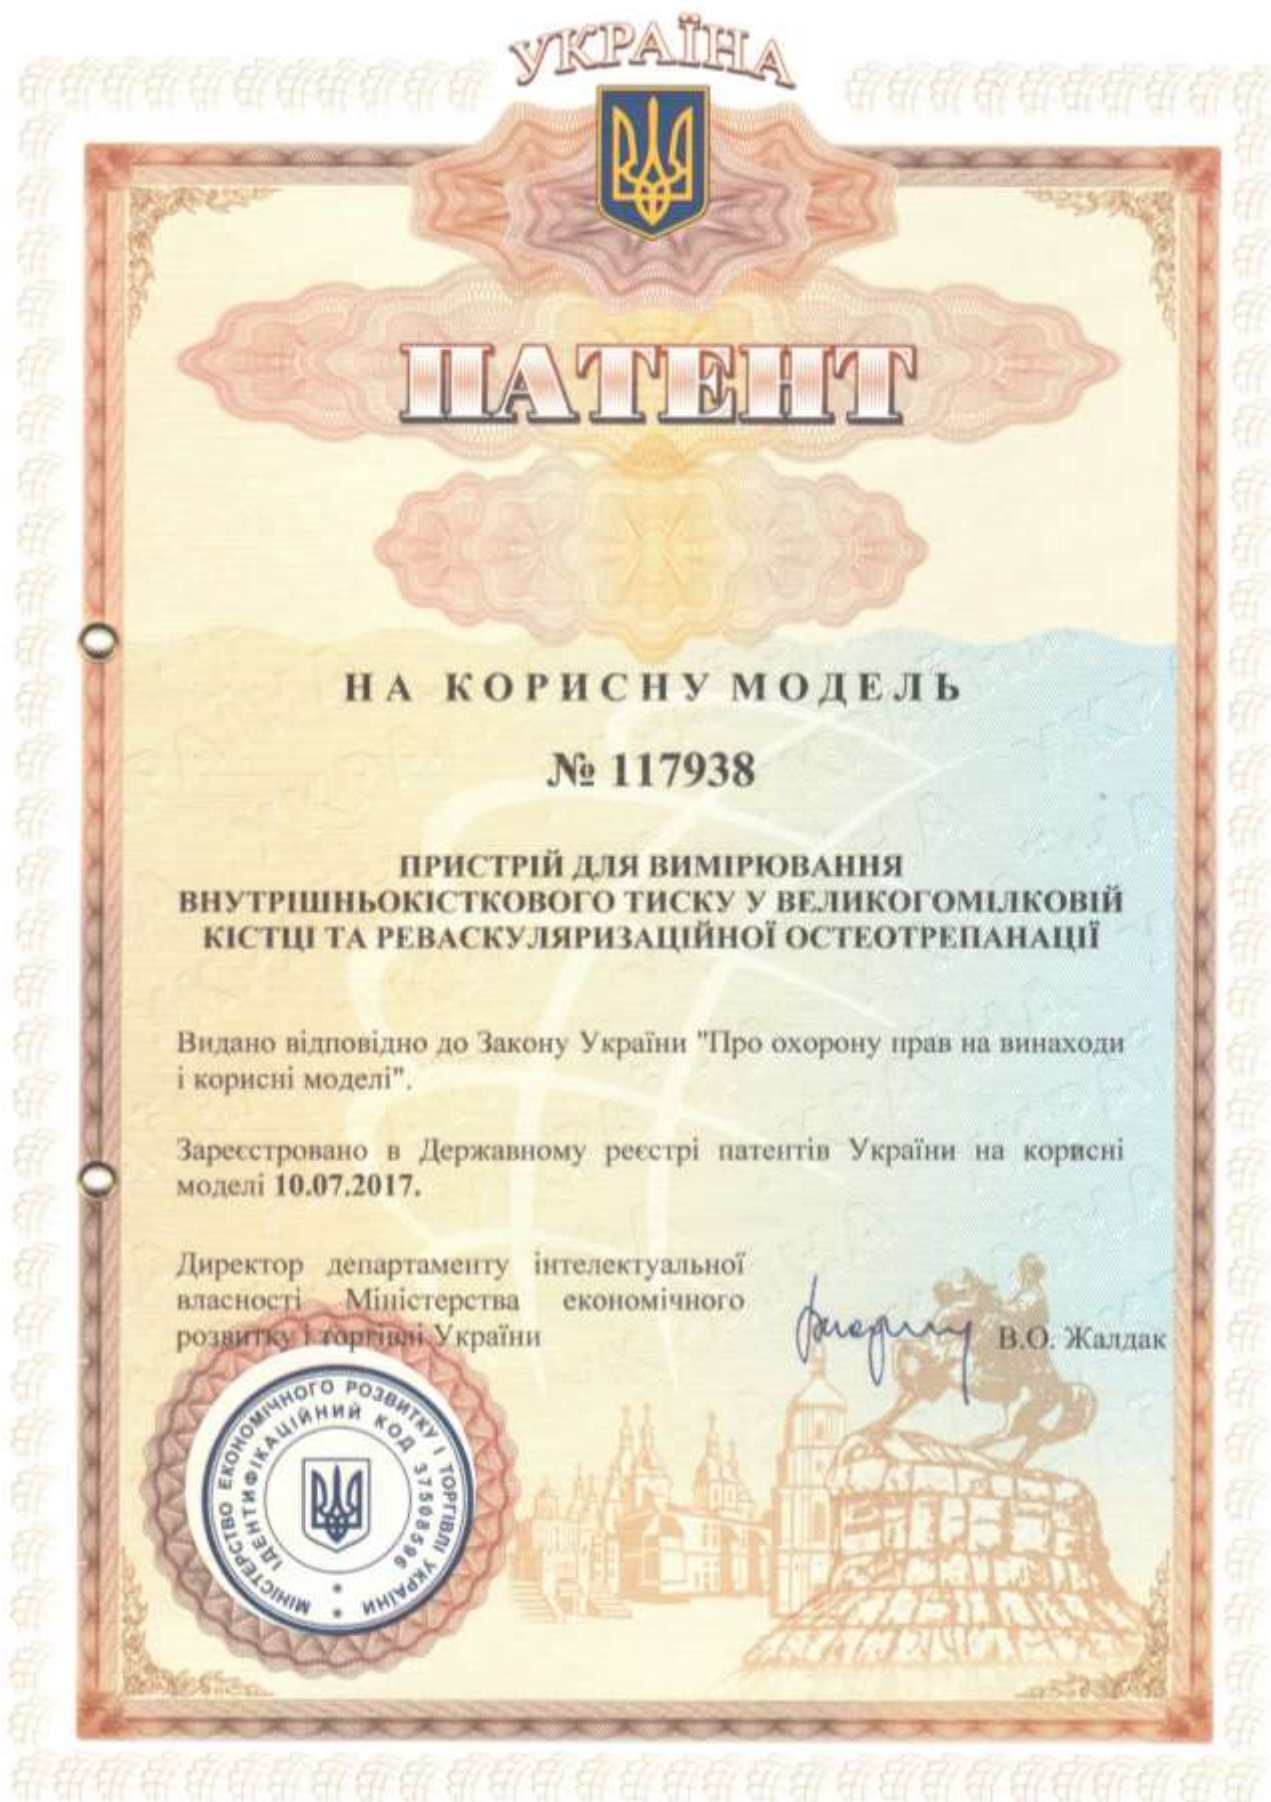 УКРАЇНА
ПАТЕНТ
НА КОРИСНУ МОДЕЛЬ
№ 117938
ПРИСТРІЙ ДЛЯ ВИМІРЮВАННЯ
ВНУТРІШНЬОКІСТКОВОГО ТИСКУ У ВЕЛИКОГОМІЛКОВІЙ
КІСТЦІ ТА РЕВАСКУЛЯРИЗАЦІЙНОЇ ОСТЕОТРЕПАНАЦІЇ
Видано відповідно до Закону України "Про охорону прав на винаходи
і корисні моделі".
Зареєстровано в Державному реєстрі патентів України на корисні
моделі 10.07.2017.
Директор департаменту інтелектуальної
власності Міністерства економічного
розвитку і торгівлі України
В.О. Жалдак
МІНІСТЕРСТВО ЕКОНОМІЧНОГО РОЗВИТКУ І ТОРГІВЛІ УКРАЇНИ *
ІДЕНТИФІКАЦІЙНИЙ КОД 37508596 *